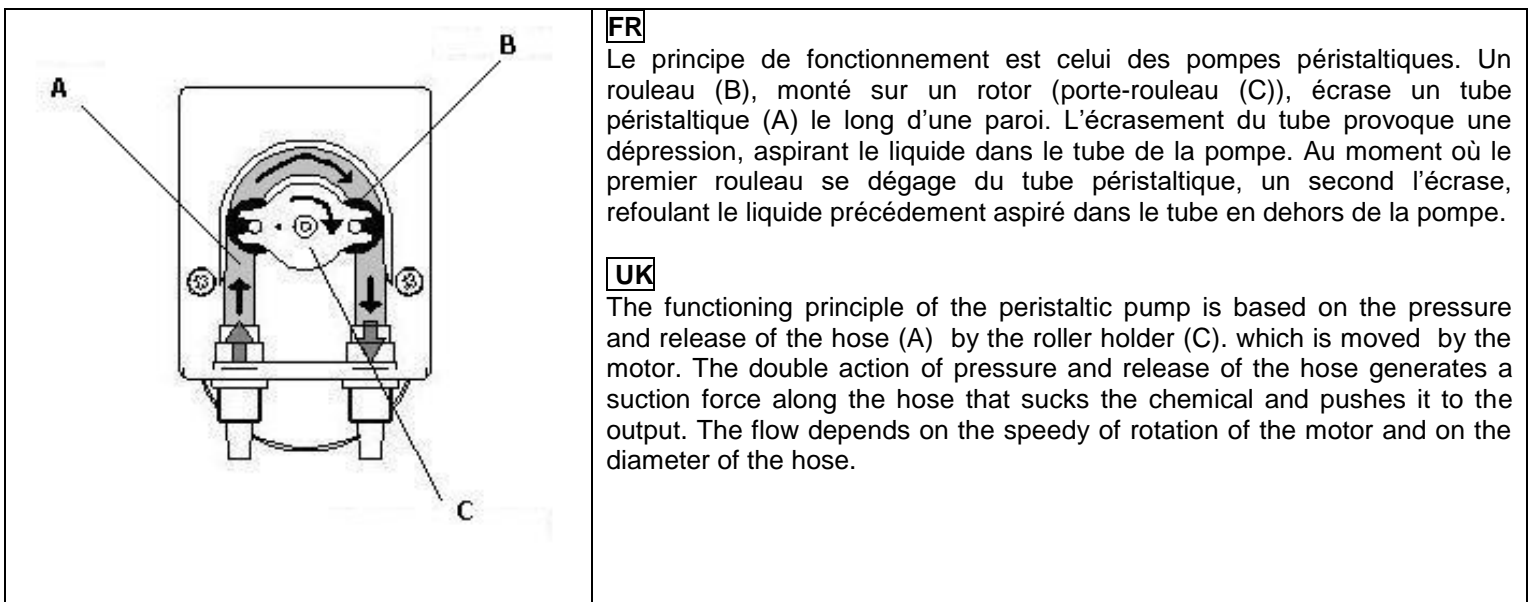 A
B
C
FR
Le principe de fonctionnement est celui des pompes péristaltiques. Un
rouleau (B), monté sur un rotor (porte-rouleau (C)), écrase un tube
péristaltique (A) le long d'une paroi. L'écrasement du tube provoque une
dépression, aspirant le liquide dans le tube de la pompe. Au moment où le
premier rouleau se dégage du tube péristaltique, un second l'écrase,
refoulant le liquide précédement aspiré dans le tube en dehors de la pompe.
UK
The functioning principle of the peristaltic pump is based on the pressure
and release of the hose (A) by the roller holder (C). which is moved by the
motor. The double action of pressure and release of the hose generates a
suction force along the hose that sucks the chemical and pushes it to the
output. The flow depends on the speedy of rotation of the motor and on the
diameter of the hose.